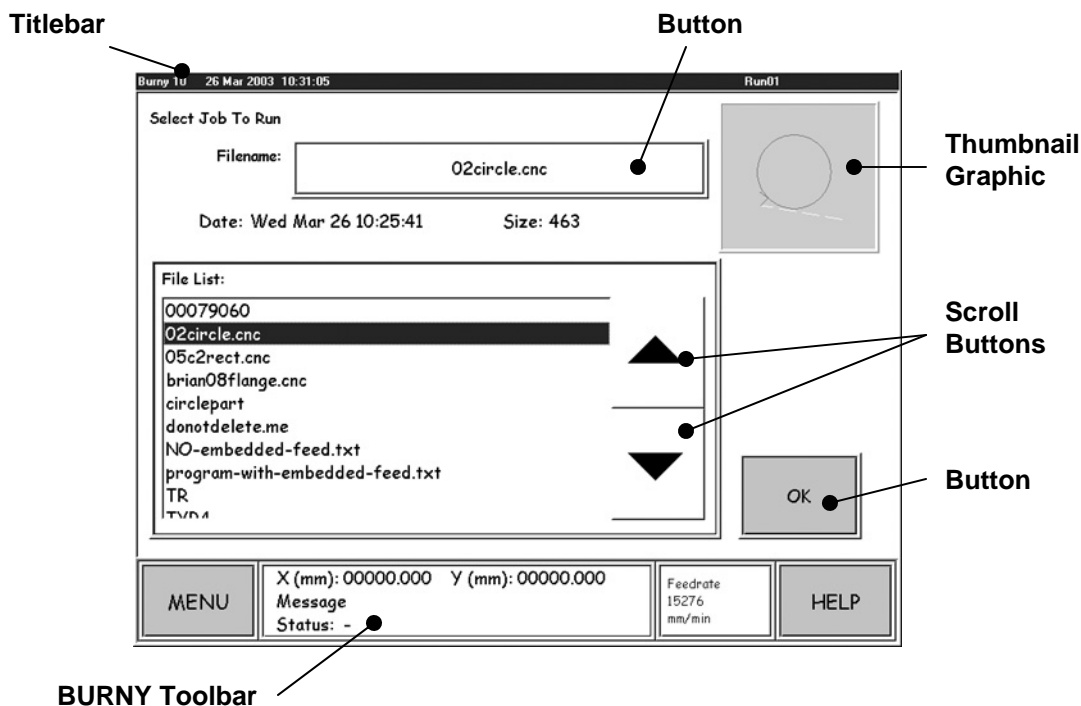 Titlebar
Button
Burny 10 26 Mar 2003 10:31:05 Run01
Select Job To Run
Filename: 02circle.cnc
Thumbnail
Graphic
Date: Wed Mar 26 10:25:41 Size: 463
File List:
00079060
02circle.cnc
05c2rect.cnc
brian08flange.cnc
circlepart
donotdelete.me
NO-embedded-feed.txt
program-with-embedded-feed.txt
TR
Scroll
Buttons
Button
OK
MENU
X (mm): 00000.000 Y (mm): 00000.000
Message
Status: -
Feedrate
15276
mm/min
HELP
BURNY Toolbar